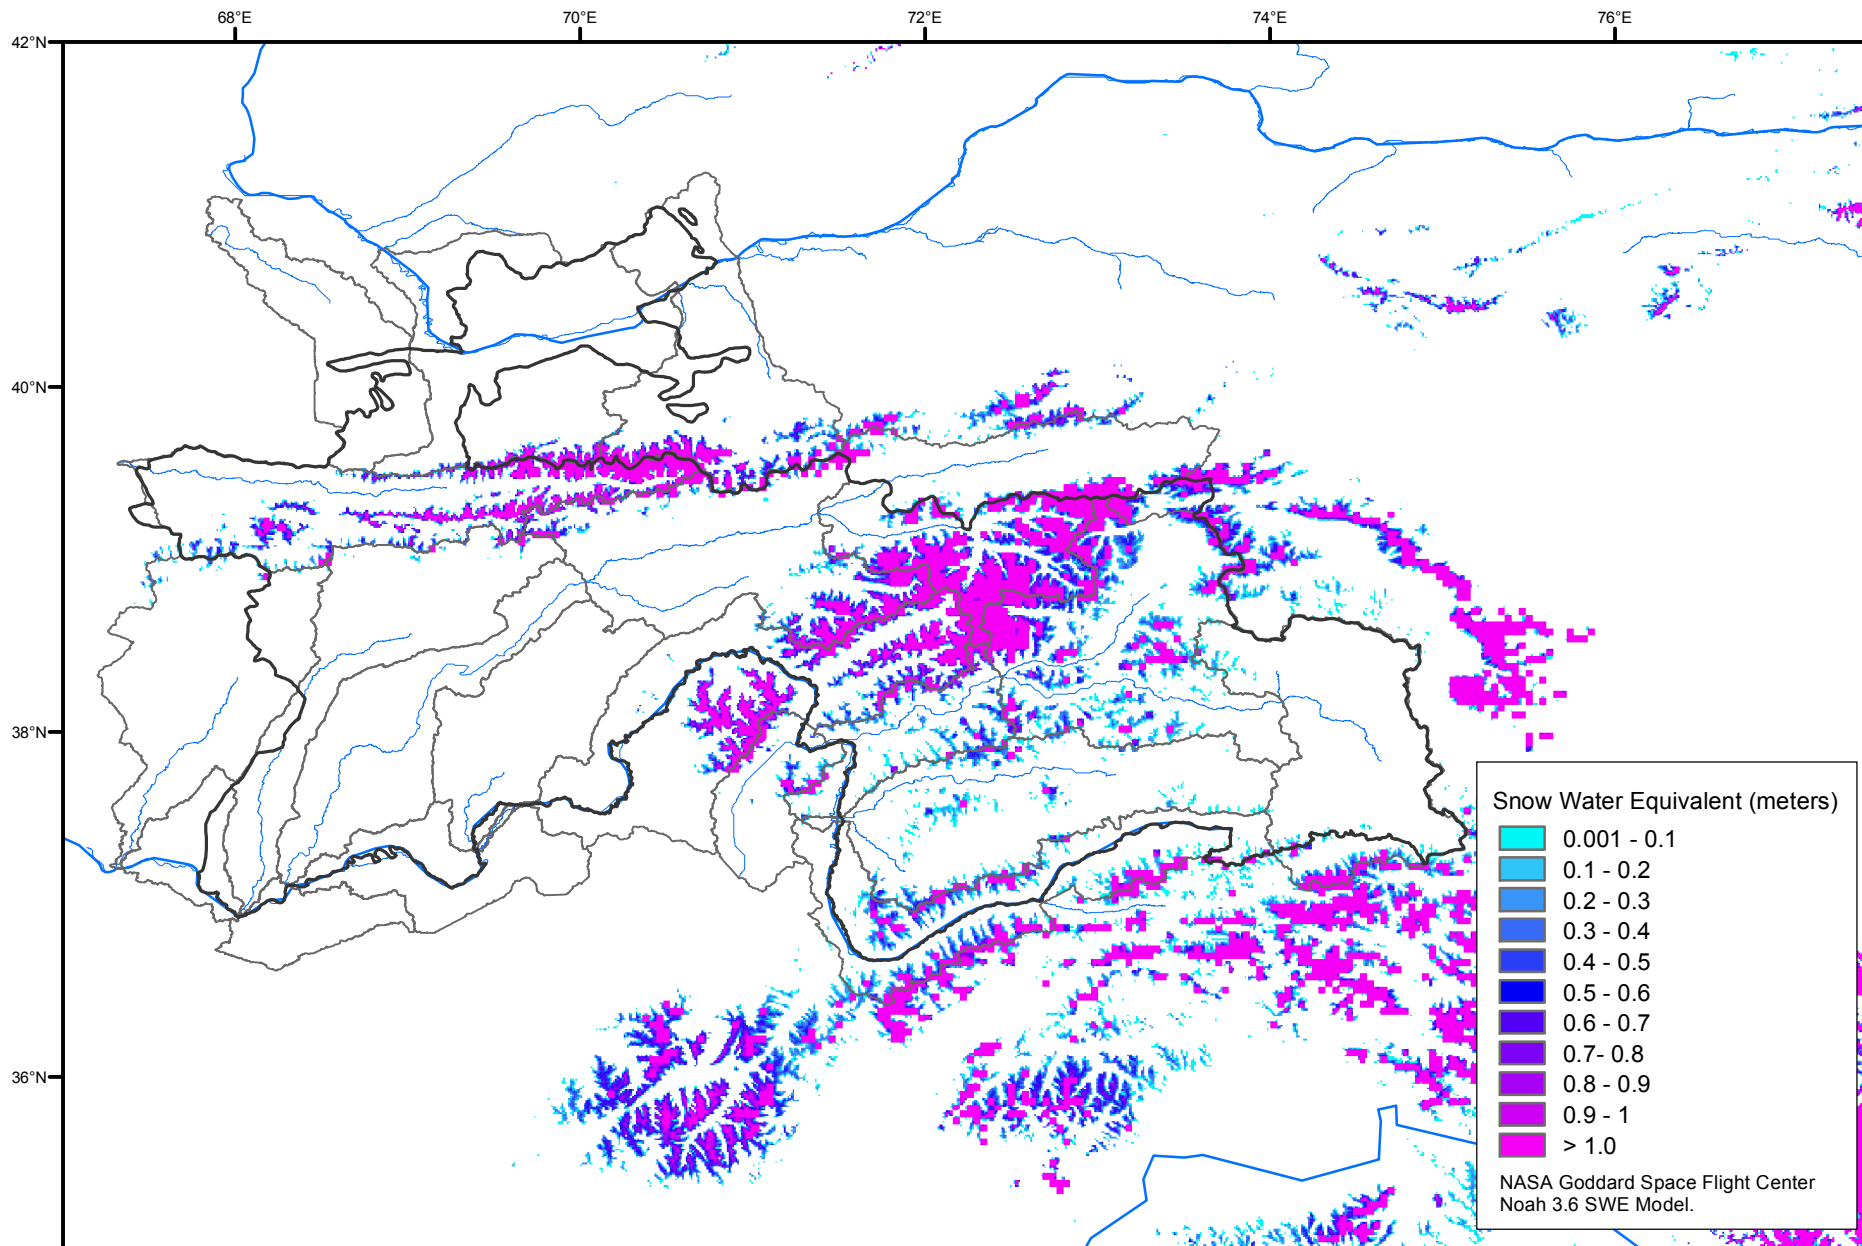 68°E 70°E 72°E 74°E 76°E
42°N
40°N
38°N
36°N
Snow Water Equivalent (meters)
0.001 - 0.1
0.1 - 0.2
0.2 - 0.3
0.3 - 0.4
0.4 - 0.5
0.5 - 0.6
0.6 - 0.7
0.7- 0.8
0.8 - 0.9
0.9 - 1
> 1.0
NASA Goddard Space Flight Center
Noah 3.6 SWE Model.